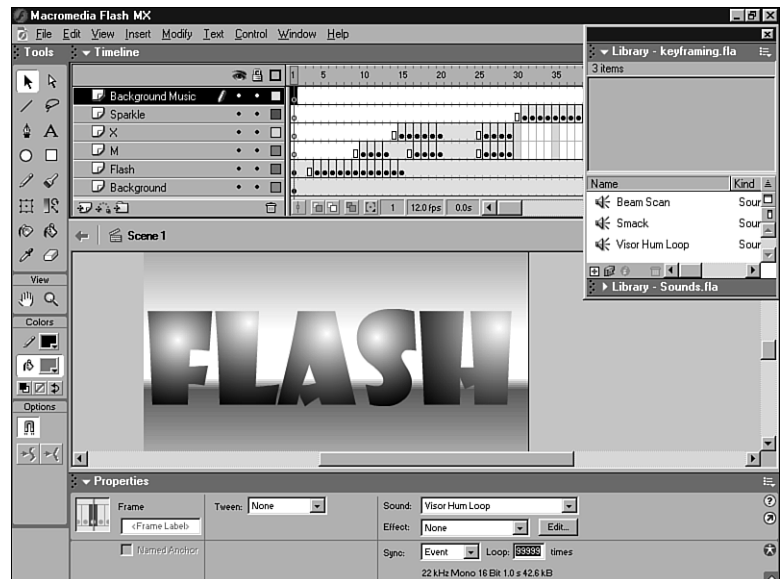 Macromedia Flash MX
File Edit View Insert Modify Text Control Window Help
Tools
Timeline
1 5 10 15 20 25 30 35
Background Music
Sparkle
X
M
Flash
Background
1 12.0 fps 0.0s
Scene 1
View
Colors
Options
FLASH
Library - keyframing.fla
3 items
Name Kind
Beam Scan Sour
Smack Sour
Visor Hum Loop Sour
Library - Sounds.fla
Properties
Frame Tween: None Sound: Visor Hum Loop
<Frame Label> Effect: None Edit...
Named Anchor Sync: Event Loop: 99999 times
22 kHz Mono 16 Bit 1.0 s 42.6 kB